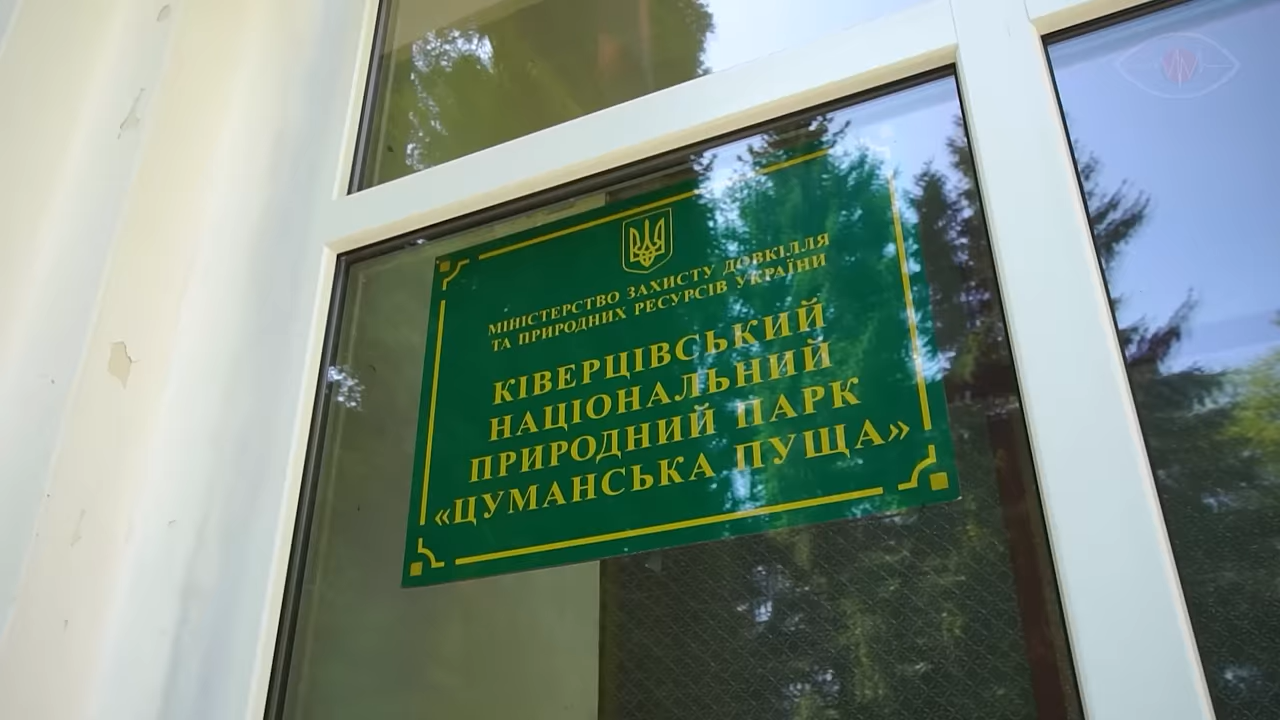 МІНІСТЕРСТВО ЗАХИСТУ ДОВКІЛЛЯ
ТА ПРИРОДНИХ РЕСУРСІВ УКРАЇНИ
КІВЕРЦІВСЬКИЙ
НАЦІОНАЛЬНИЙ
ПРИРОДНИЙ ПАРК
«ЦУМАНСЬКА ПУЩА»